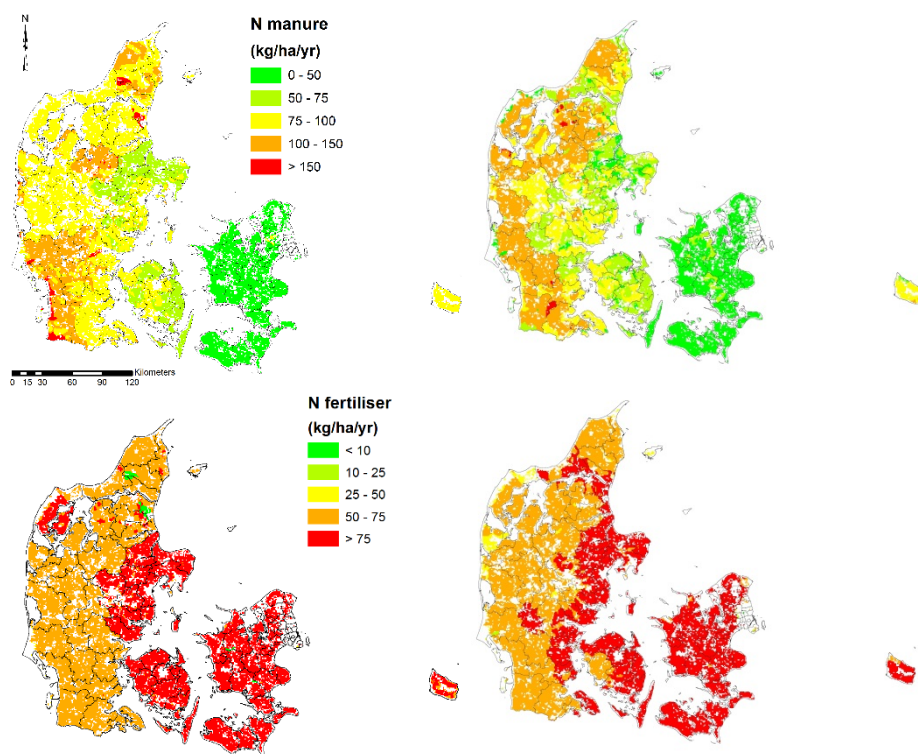 N
N manure
(kg/ha/yr)
0 - 50
50 - 75
75 - 100
100 - 150
> 150
Kilometers
0 15 30 60 90 120
N fertiliser
(kg/ha/yr)
< 10
10 - 25
25 - 50
50 - 75
> 75